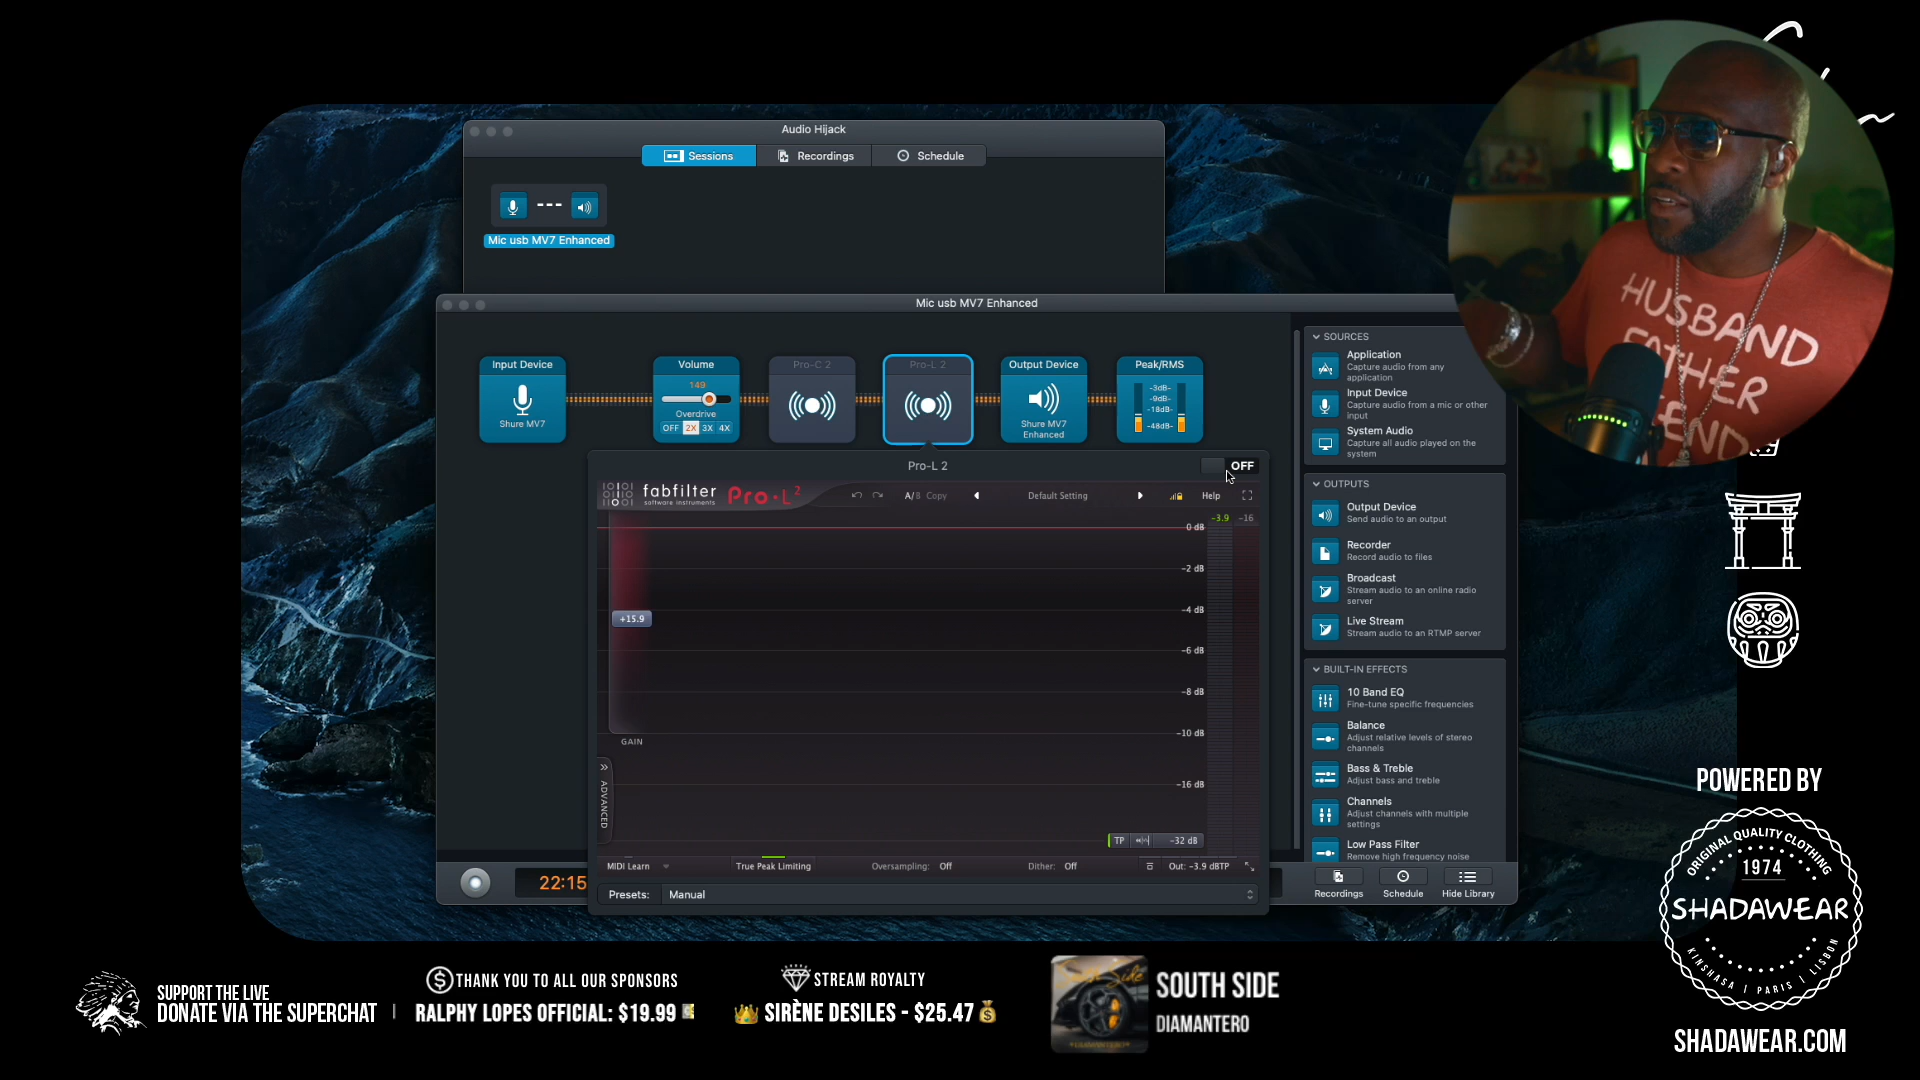 Audio Hijack
Sessions
Recordings
Schedule
Mic usb MV7 Enhanced
Mic usb MV7 Enhanced
Input Device
Shure MV7
Volume
149
Overdrive
OFF 2X 3X 4X
Pro-C 2
Pro-L 2
Output Device
Shure MV7
Enhanced
Peak/RMS
-3dB-
-9dB-
-18dB-
-48dB-
Pro-L 2
OFF
fabfilter
software instruments
Pro·L²
A/B Copy
Default Setting
Help
-3.9 -16
0 dB
-2 dB
-4 dB
-6 dB
-8 dB
-10 dB
-16 dB
+15.9
GAIN
ADVANCED
TP
-32 dB
MIDI Learn
True Peak Limiting
Oversampling: Off
Dither: Off
Out: -3.9 dBTP
Presets: Manual
22:15
SOURCES
Application
Capture audio from any
application
Input Device
Capture audio from a mic or other
input
System Audio
Capture all audio played on the
system
OUTPUTS
Output Device
Send audio to an output
Recorder
Record audio to files
Broadcast
Stream audio to an online radio
server
Live Stream
Stream audio to an RTMP server
BUILT-IN EFFECTS
10 Band EQ
Fine-tune specific frequencies
Balance
Adjust relative levels of stereo
channels
Bass & Treble
Adjust bass and treble
Channels
Adjust channels with multiple
settings
Low Pass Filter
Remove high frequency noise
Recordings
Schedule
Hide Library
HUSBAND
FATHER
POWERED BY
ORIGINAL QUALITY CLOTHING
1974
SHADAWEAR
KINSHASA | PARIS | LISBON
SHADAWEAR.COM
SUPPORT THE LIVE
DONATE VIA THE SUPERCHAT
THANK YOU TO ALL OUR SPONSORS
RALPHY LOPES OFFICIAL: $19.99
STREAM ROYALTY
SIRÈNE DESILES - $25.47
South Side
SOUTH SIDE
DIAMANTERO